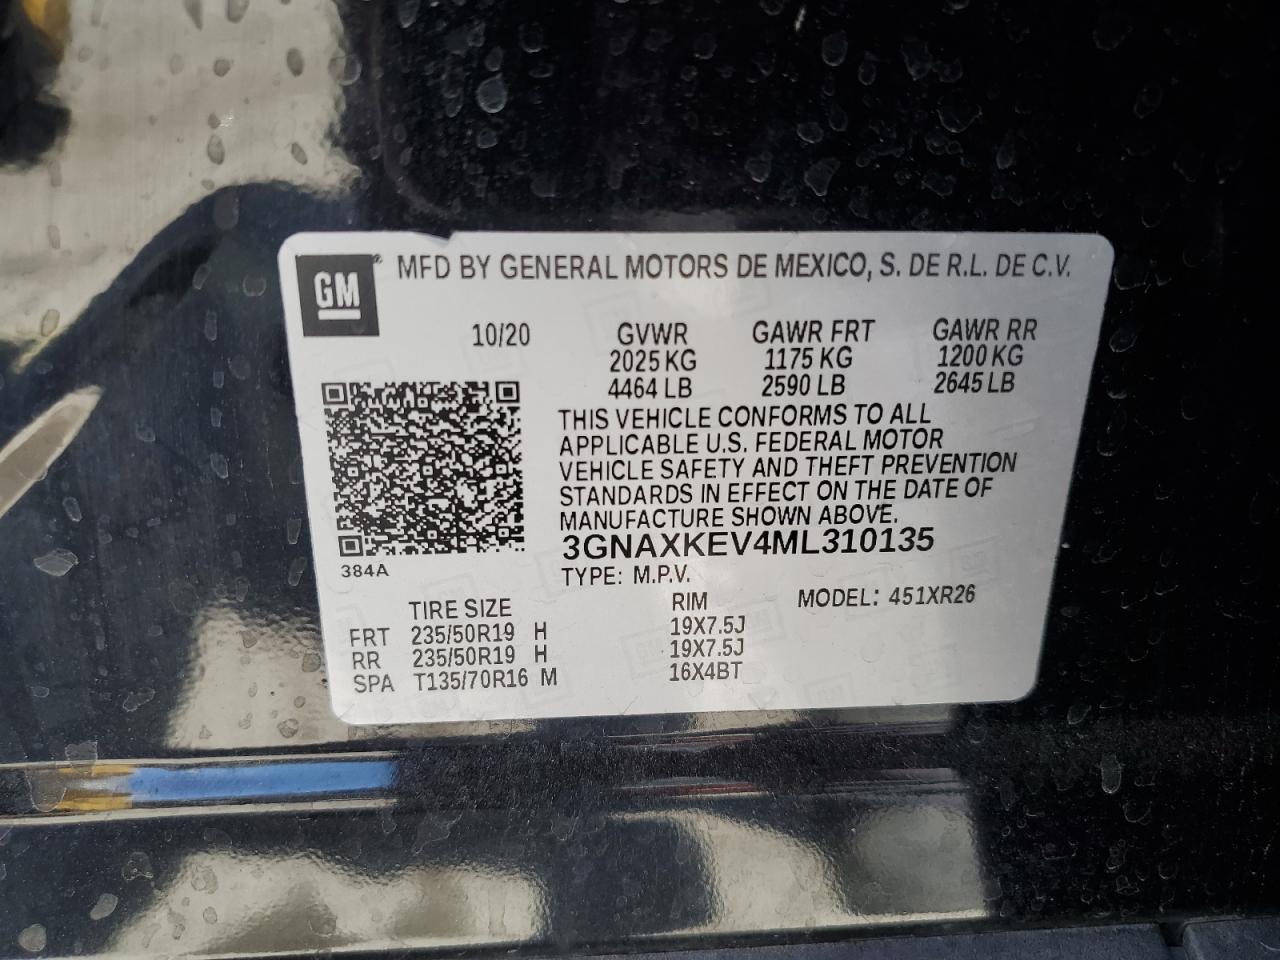 GM
MFD BY GENERAL MOTORS DE MEXICO, S. DE R.L. DE C.V.
10/20 GVWR GAWR FRT GAWR RR
2025 KG 1175 KG 1200 KG
4464 LB 2590 LB 2645 LB
THIS VEHICLE CONFORMS TO ALL
APPLICABLE U.S. FEDERAL MOTOR
VEHICLE SAFETY AND THEFT PREVENTION
STANDARDS IN EFFECT ON THE DATE OF
MANUFACTURE SHOWN ABOVE.
3GNAXKEV4ML310135
384A
TYPE: M.P.V.
TIRE SIZE RIM MODEL: 451XR26
FRT 235/50R19 H 19X7.5J
RR 235/50R19 H 19X7.5J
SPA T135/70R16 M 16X4BT